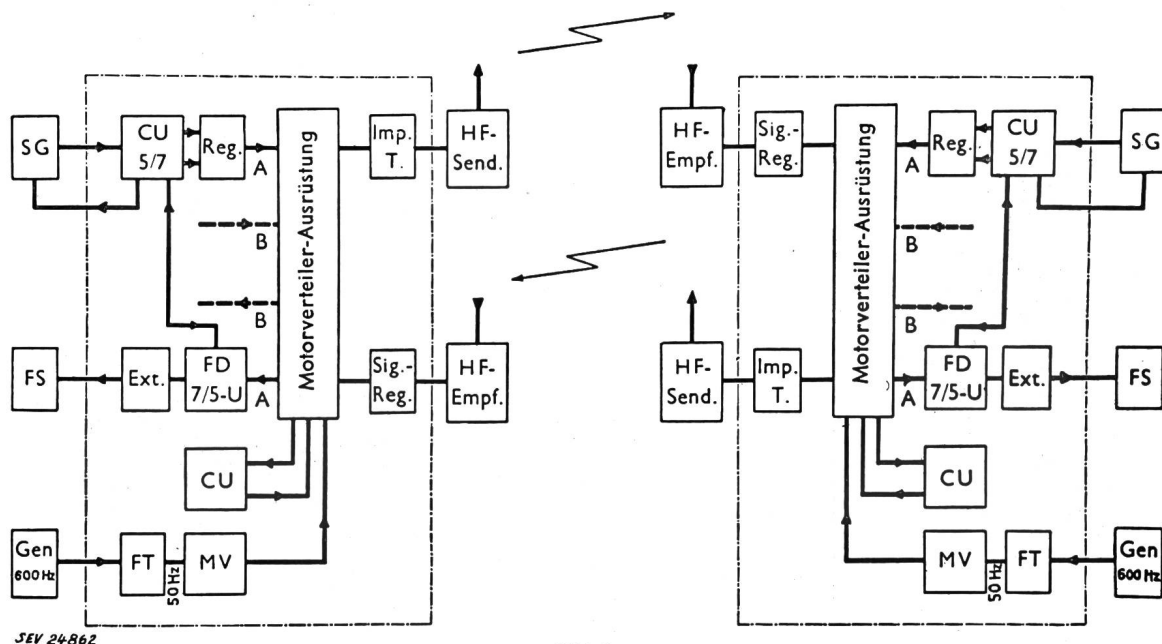 SG
CU
5/7
Reg.
A
B
B
FS
Ext.
FD
7/5-U
A
CU
Gen
600 Hz
FT
50 Hz
MV
Motorverteiler-Ausrüstung
Imp.
T.
HF-
Send.
Sig.-
Reg.
HF-
Empf.
HF-
Empf.
Sig.-
Reg.
HF-
Send.
Imp.
T.
Motorverteiler-Ausrüstung
A
Reg.
CU
5/7
SG
B
B
A
FD
7/5-U
Ext.
FS
CU
MV
50 Hz
FT
Gen
600 Hz
SEV 24862